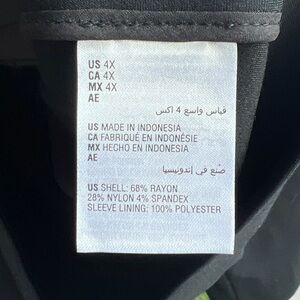 US 4X
CA 4X
MX 4X
AE
قياس واسع 4 اكس
US MADE IN INDONESIA
CA FABRIQUÉ EN INDONÉSIE
MX HECHO EN INDONESIA
AE
صنع في إندونيسيا
US SHELL: 68% RAYON
28% NYLON 4% SPANDEX
SLEEVE LINING: 100% POLYESTER